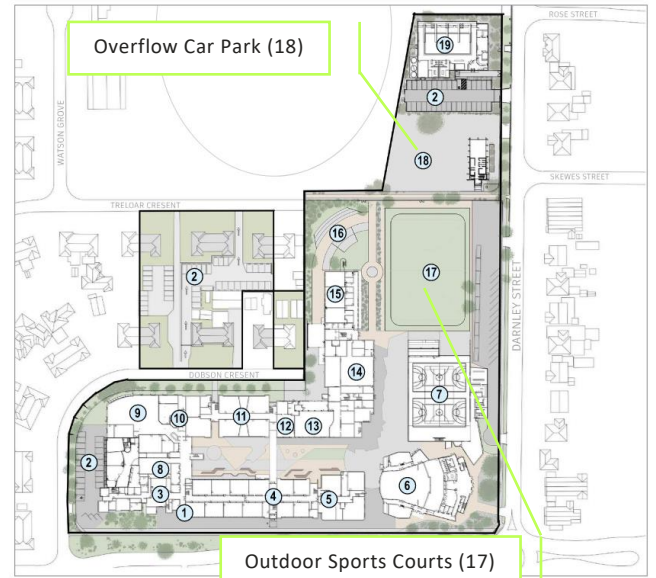 ROSE STREET
Overflow Car Park (18)
19
WATSON GROVE
2
18
SKEWES STREET
TRELOAR CRESENT
16
2
17
15
DARNLEY STREET
DOBSON CRESENT
14
7
9
10
11
12
13
2
8
6
3
4
5
1
Outdoor Sports Courts (17)